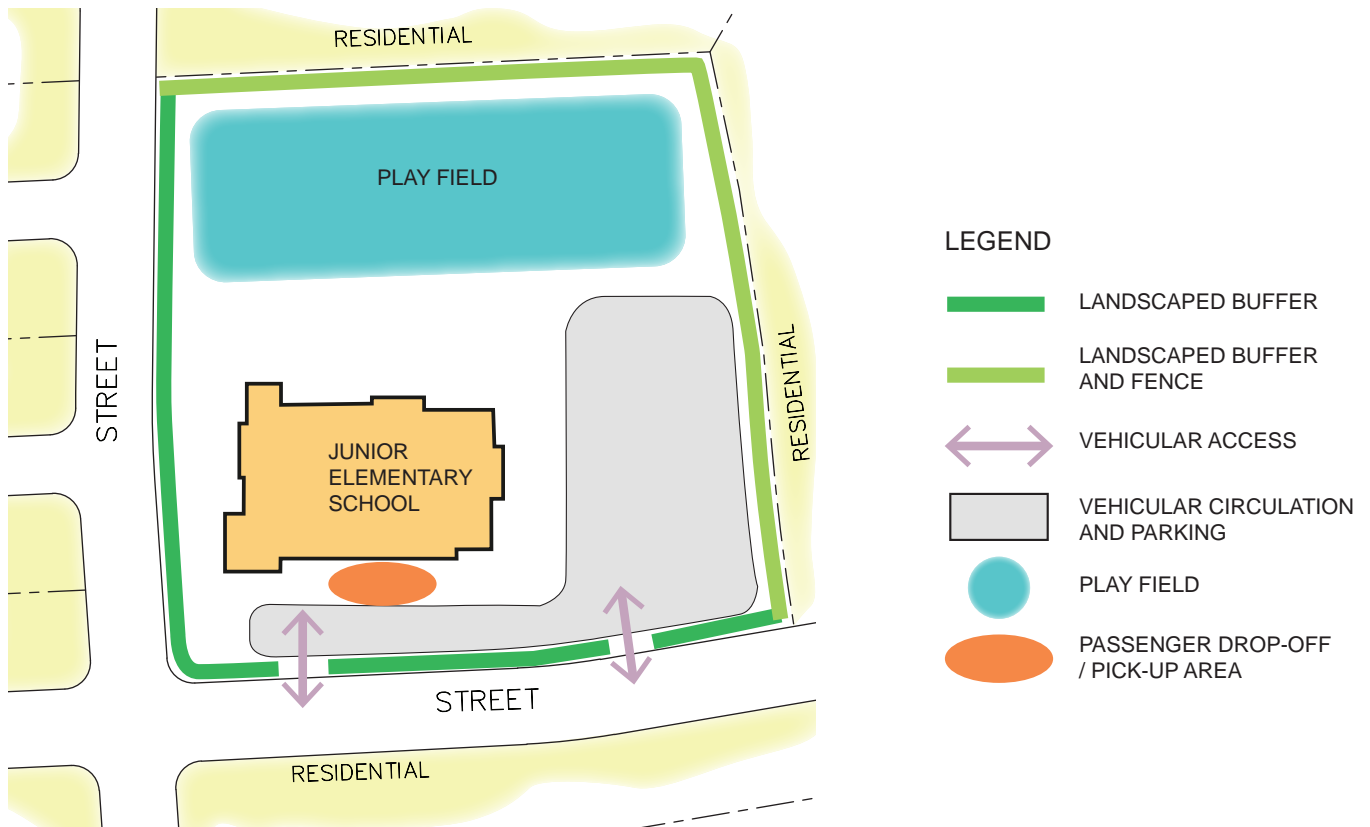 RESIDENTIAL
PLAY FIELD
STREET
RESIDENTIAL
JUNIOR
ELEMENTARY
SCHOOL
STREET
RESIDENTIAL
LEGEND
LANDSCAPED BUFFER
LANDSCAPED BUFFER
AND FENCE
VEHICULAR ACCESS
VEHICULAR CIRCULATION
AND PARKING
PLAY FIELD
PASSENGER DROP-OFF
/ PICK-UP AREA